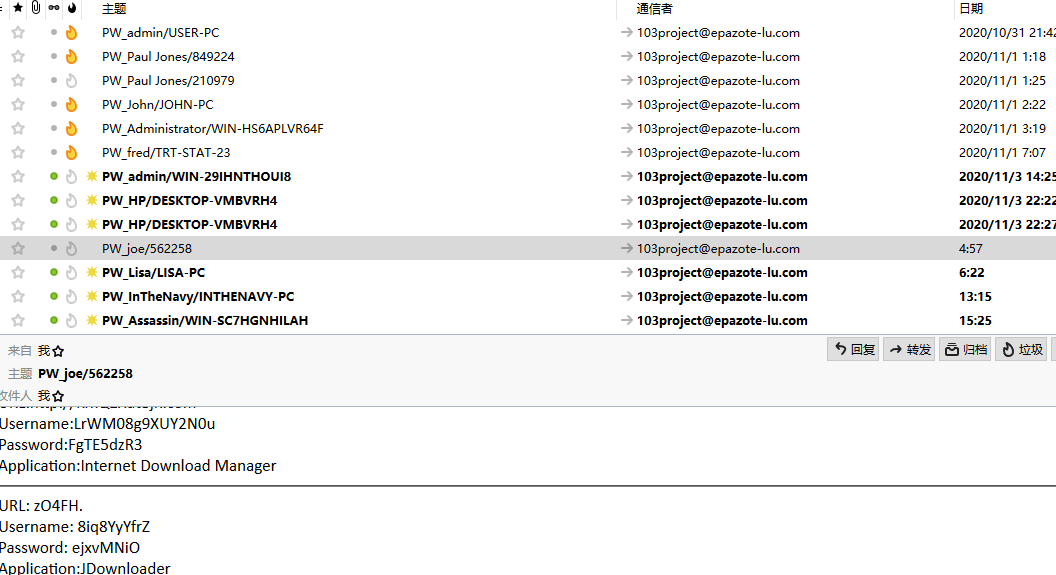 主题 通信者 日期
PW_admin/USER-PC 103project@epazote-lu.com 2020/10/31 21:42
PW_Paul Jones/849224 103project@epazote-lu.com 2020/11/1 1:18
PW_Paul Jones/210979 103project@epazote-lu.com 2020/11/1 1:25
PW_John/JOHN-PC 103project@epazote-lu.com 2020/11/1 2:22
PW_Administrator/WIN-HS6APLVR64F 103project@epazote-lu.com 2020/11/1 3:19
PW_fred/TRT-STAT-23 103project@epazote-lu.com 2020/11/1 7:07
PW_admin/WIN-29IHNTHOUI8 103project@epazote-lu.com 2020/11/3 14:25
PW_HP/DESKTOP-VMBVRH4 103project@epazote-lu.com 2020/11/3 22:22
PW_HP/DESKTOP-VMBVRH4 103project@epazote-lu.com 2020/11/3 22:27
PW_joe/562258 103project@epazote-lu.com 4:57
PW_Lisa/LISA-PC 103project@epazote-lu.com 6:22
PW_InTheNavy/INTHENAVY-PC 103project@epazote-lu.com 13:15
PW_Assassin/WIN-SC7HGNHILAH 103project@epazote-lu.com 15:25
来自 我 回复 转发 归档 垃圾
主题 PW_joe/562258
收件人 我
Username:LrWM08g9XUY2N0u
Password:FgTE5dzR3
Application:Internet Download Manager
URL: zO4FH.
Username: 8iq8YyYfrZ
Password: ejxvMNiO
Application:JDownloader